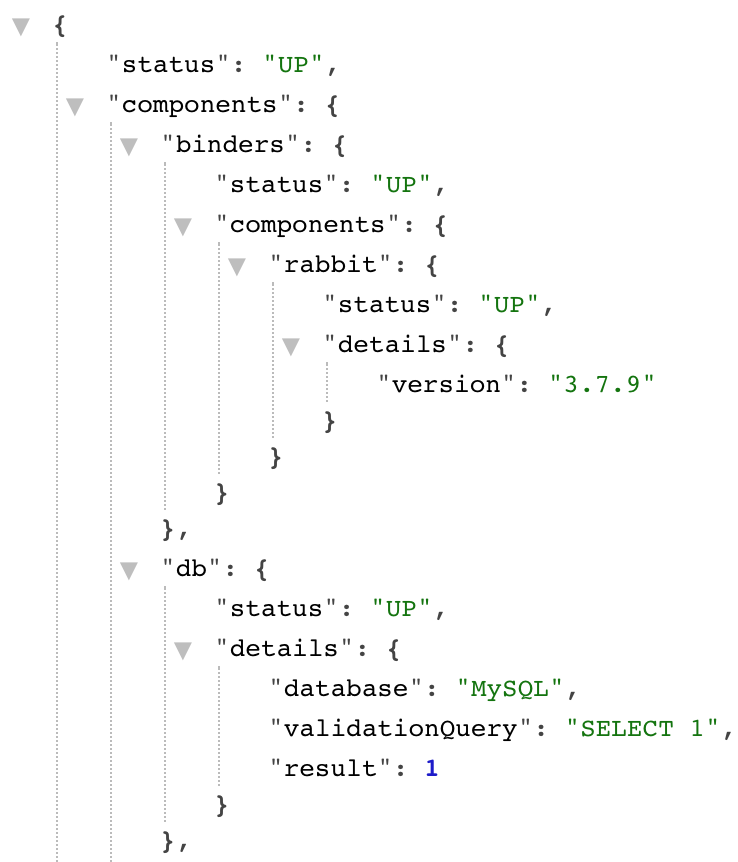 {
"status": "UP",
"components": {
"binders": {
"status": "UP",
"components": {
"rabbit": {
"status": "UP",
"details": {
"version": "3.7.9"
}
}
}
},
"db": {
"status": "UP",
"details": {
"database": "MySQL",
"validationQuery": "SELECT 1",
"result": 1
}
},